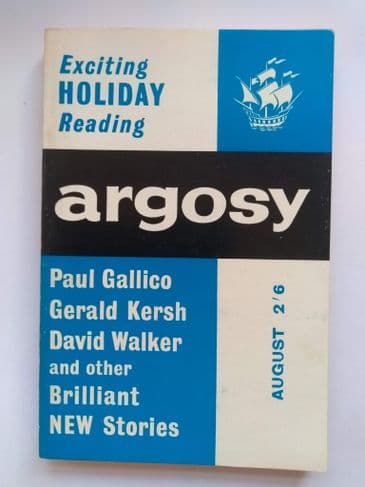 Exciting
HOLIDAY
Reading
argosy
Paul Gallico
Gerald Kersh
David Walker
and other
Brilliant
NEW Stories
AUGUST 2'6